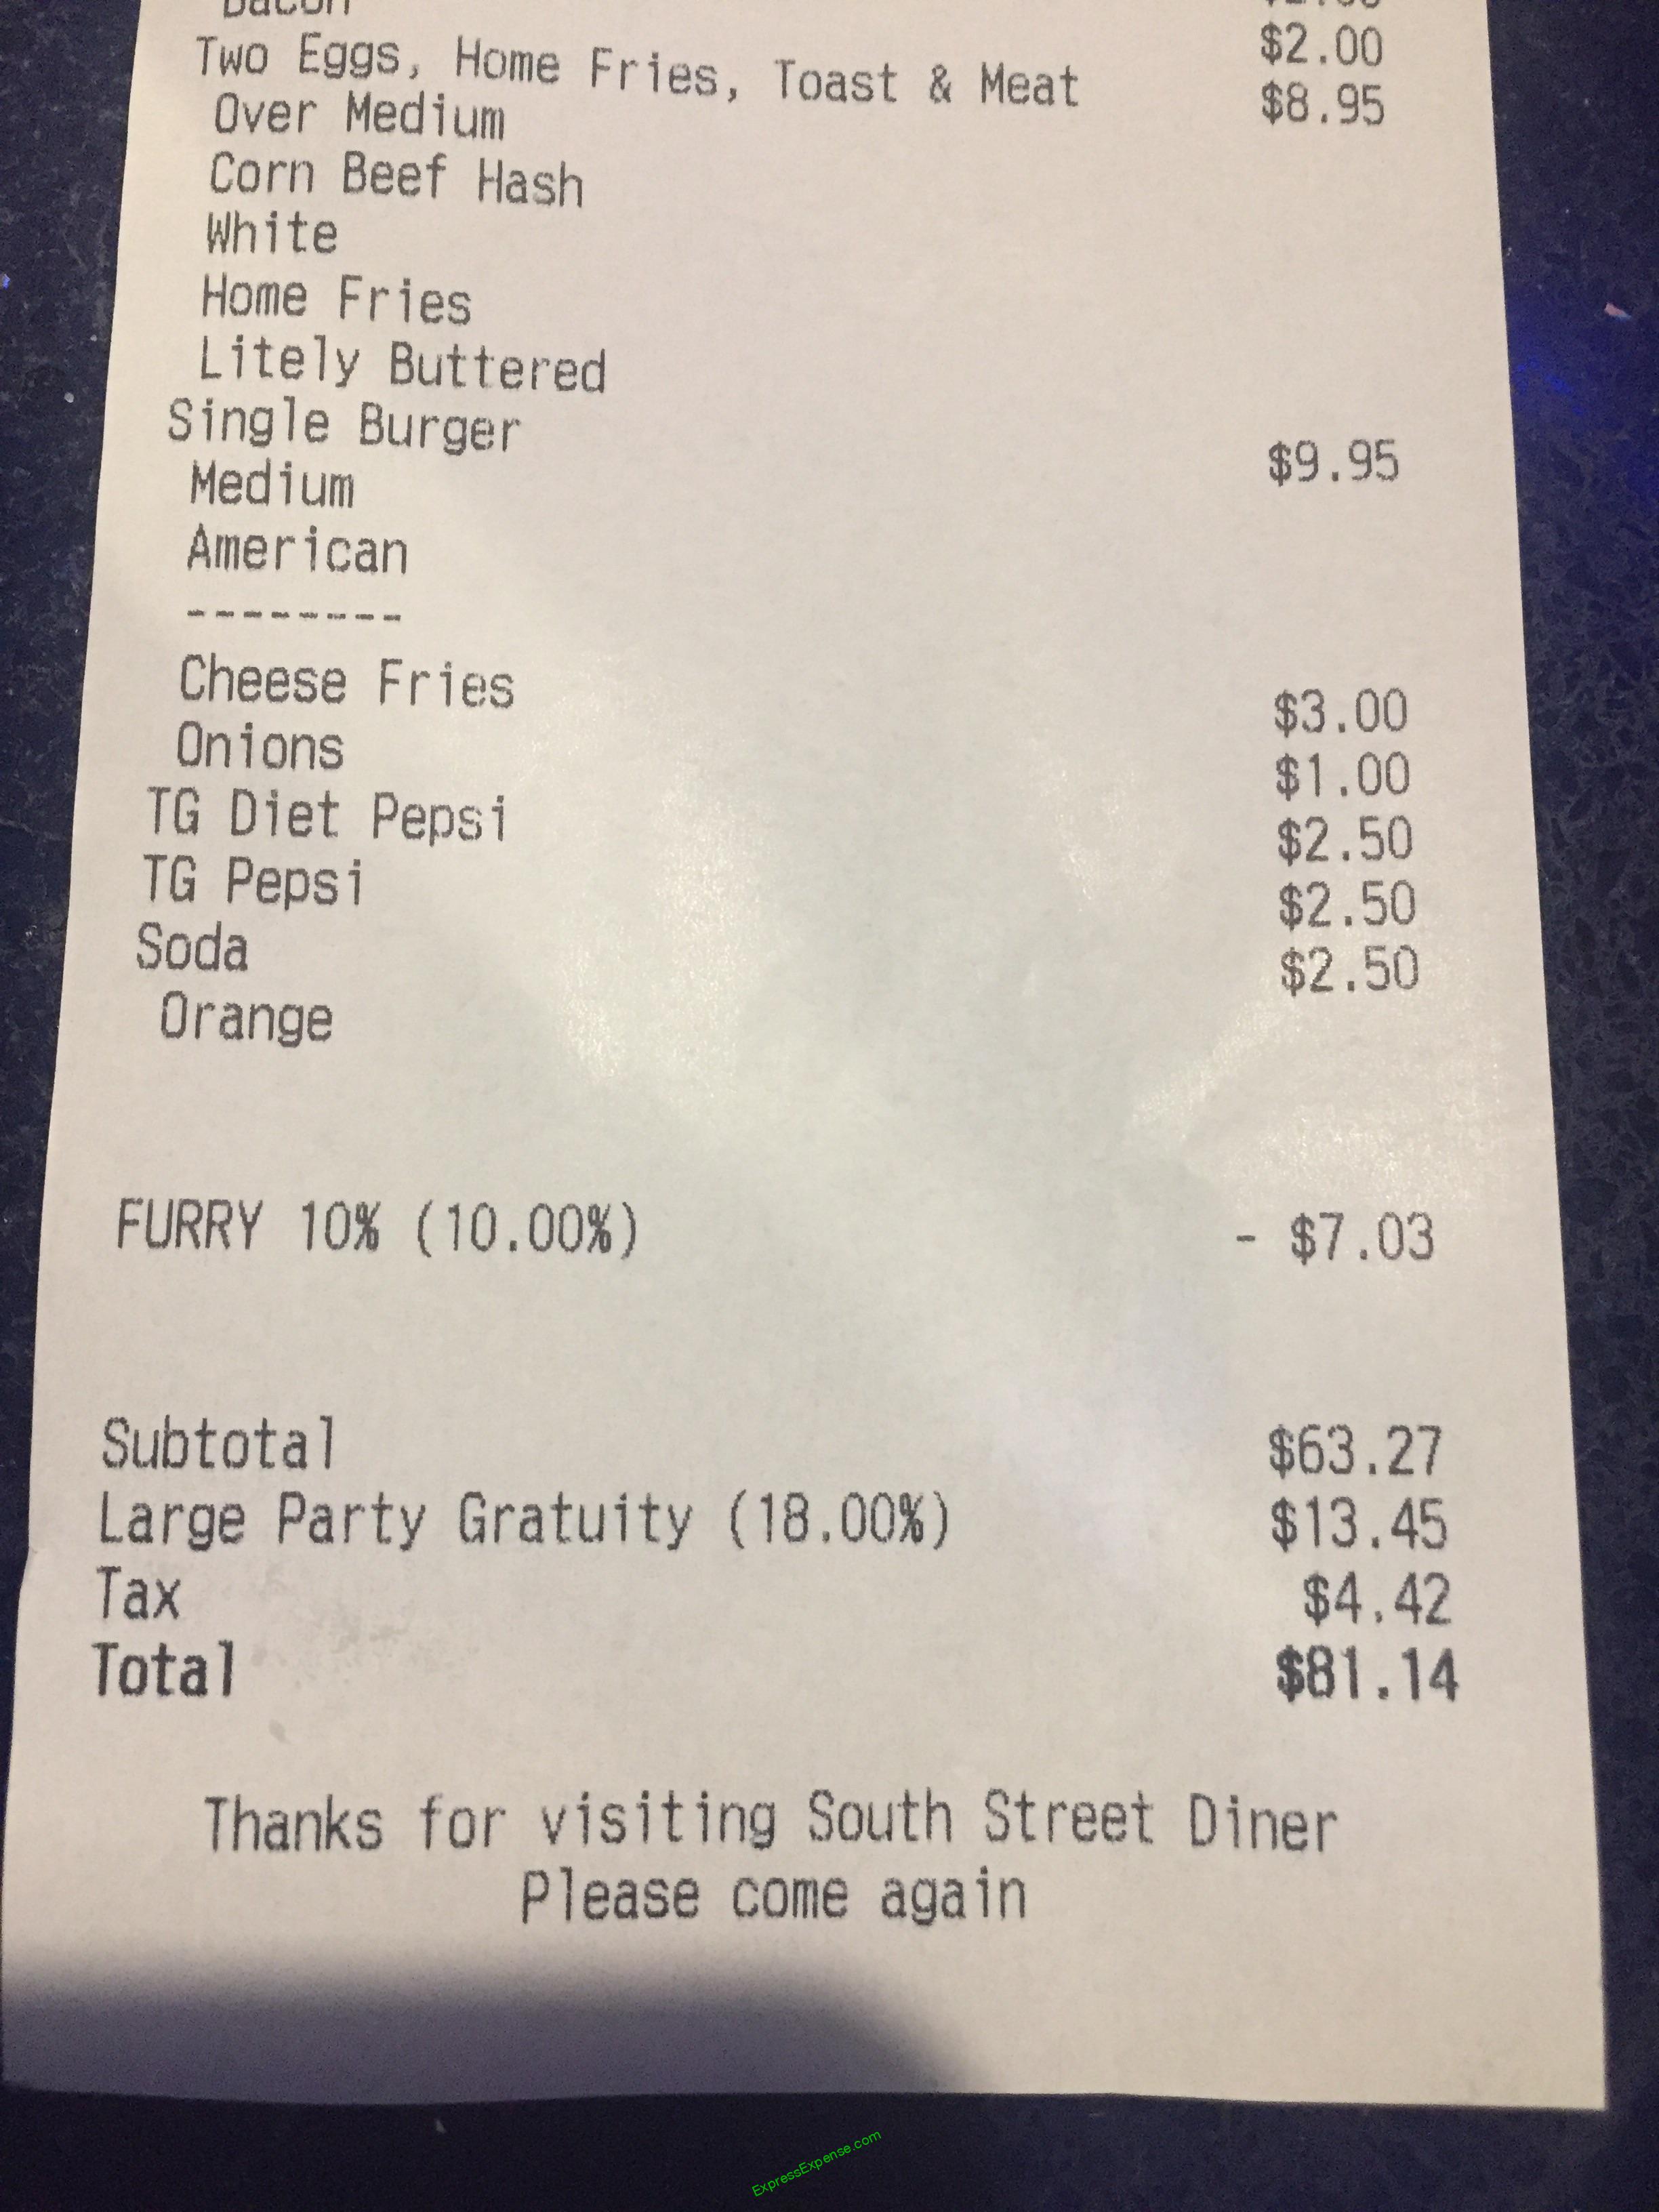 Bacon $2.00
Two Eggs, Home Fries, Toast & Meat $8.95
Over Medium
Corn Beef Hash
White
Home Fries
Litely Buttered
Single Burger $9.95
Medium
American
--------
Cheese Fries $3.00
Onions $1.00
TG Diet Pepsi $2.50
TG Pepsi $2.50
Soda $2.50
Orange
FURRY 10% (10.00%) - $7.03
Subtotal $63.27
Large Party Gratuity (18.00%) $13.45
Tax $4.42
Total $81.14
Thanks for visiting South Street Diner
Please come again
ExpressExpense.com